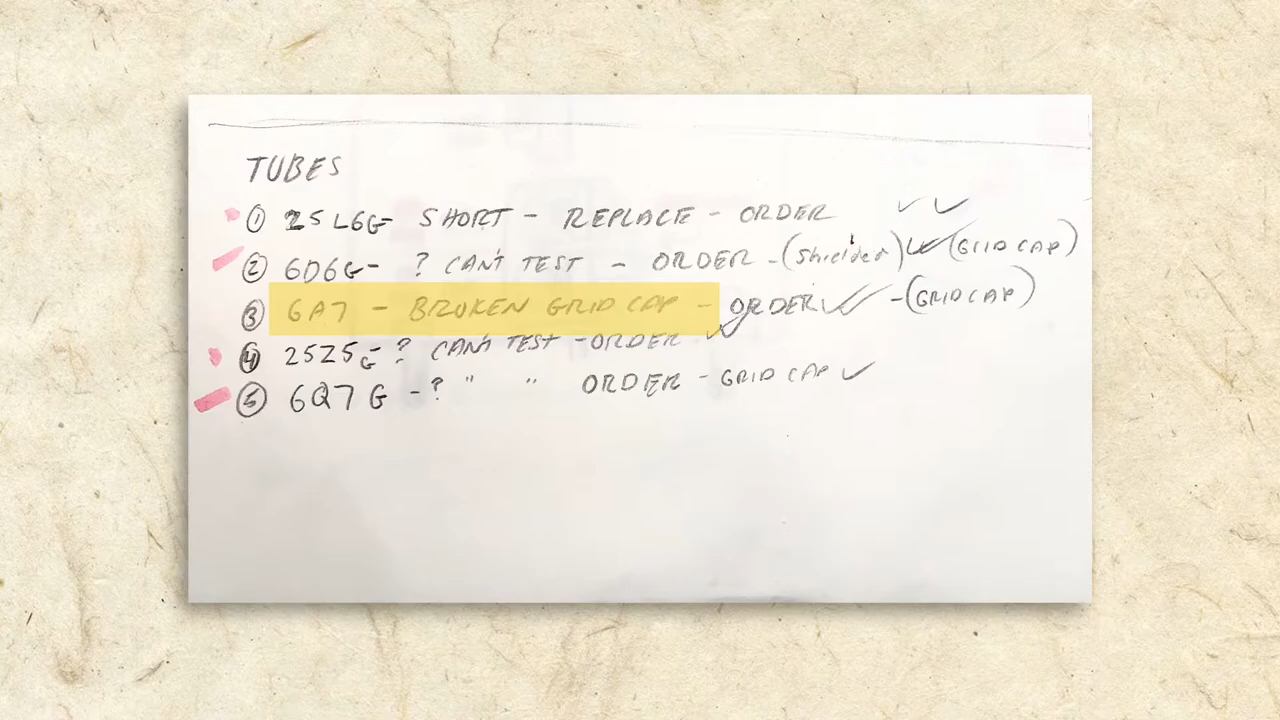 TUBES
① 25L6G- SHORT - REPLACE - ORDER ✓✓
② 6D6G- ? CAN'T TEST - ORDER - (Shielded) ✓ (GRID CAP)
③ 6A7 - BROKEN GRID CAP - ORDER ✓✓ - (GRID CAP)
④ 25Z5G ? CAN'T TEST - ORDER ✓
⑤ 6Q7G - ? " " ORDER - GRID CAP ✓